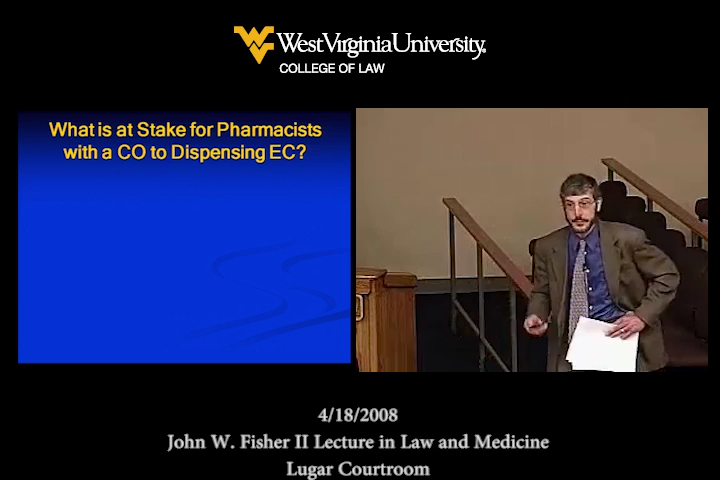 WestVirginiaUniversity.
COLLEGE OF LAW
What is at Stake for Pharmacists
with a CO to Dispensing EC?
4/18/2008
John W. Fisher II Lecture in Law and Medicine
Lugar Courtroom